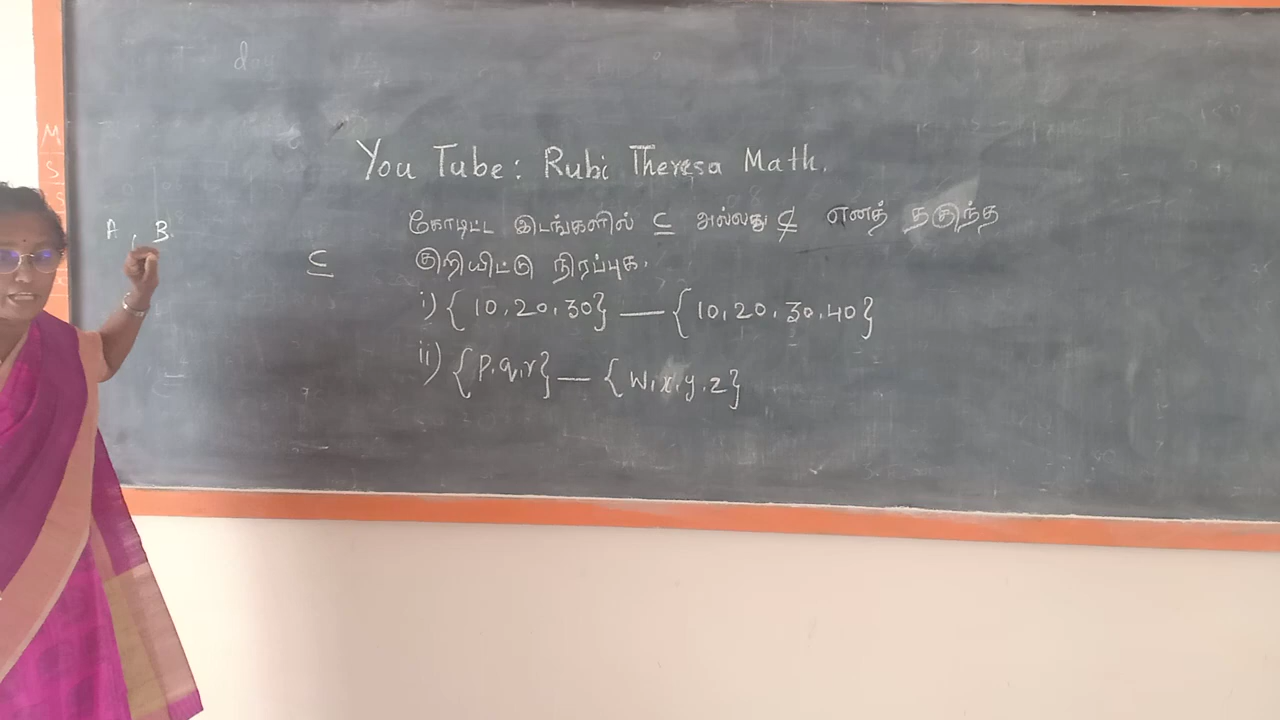 You Tube: Rubi Theresa Math.
கோடிட்ட இடங்களில் ⊆ அல்லது ⊈ எனத் தகுந்த
குறியிட்டு நிரப்புக.
A , B
⊆
i) { 10, 20, 30} — { 10, 20, 30, 40 }
ii) { p, q, r} — { w, x, y, z }